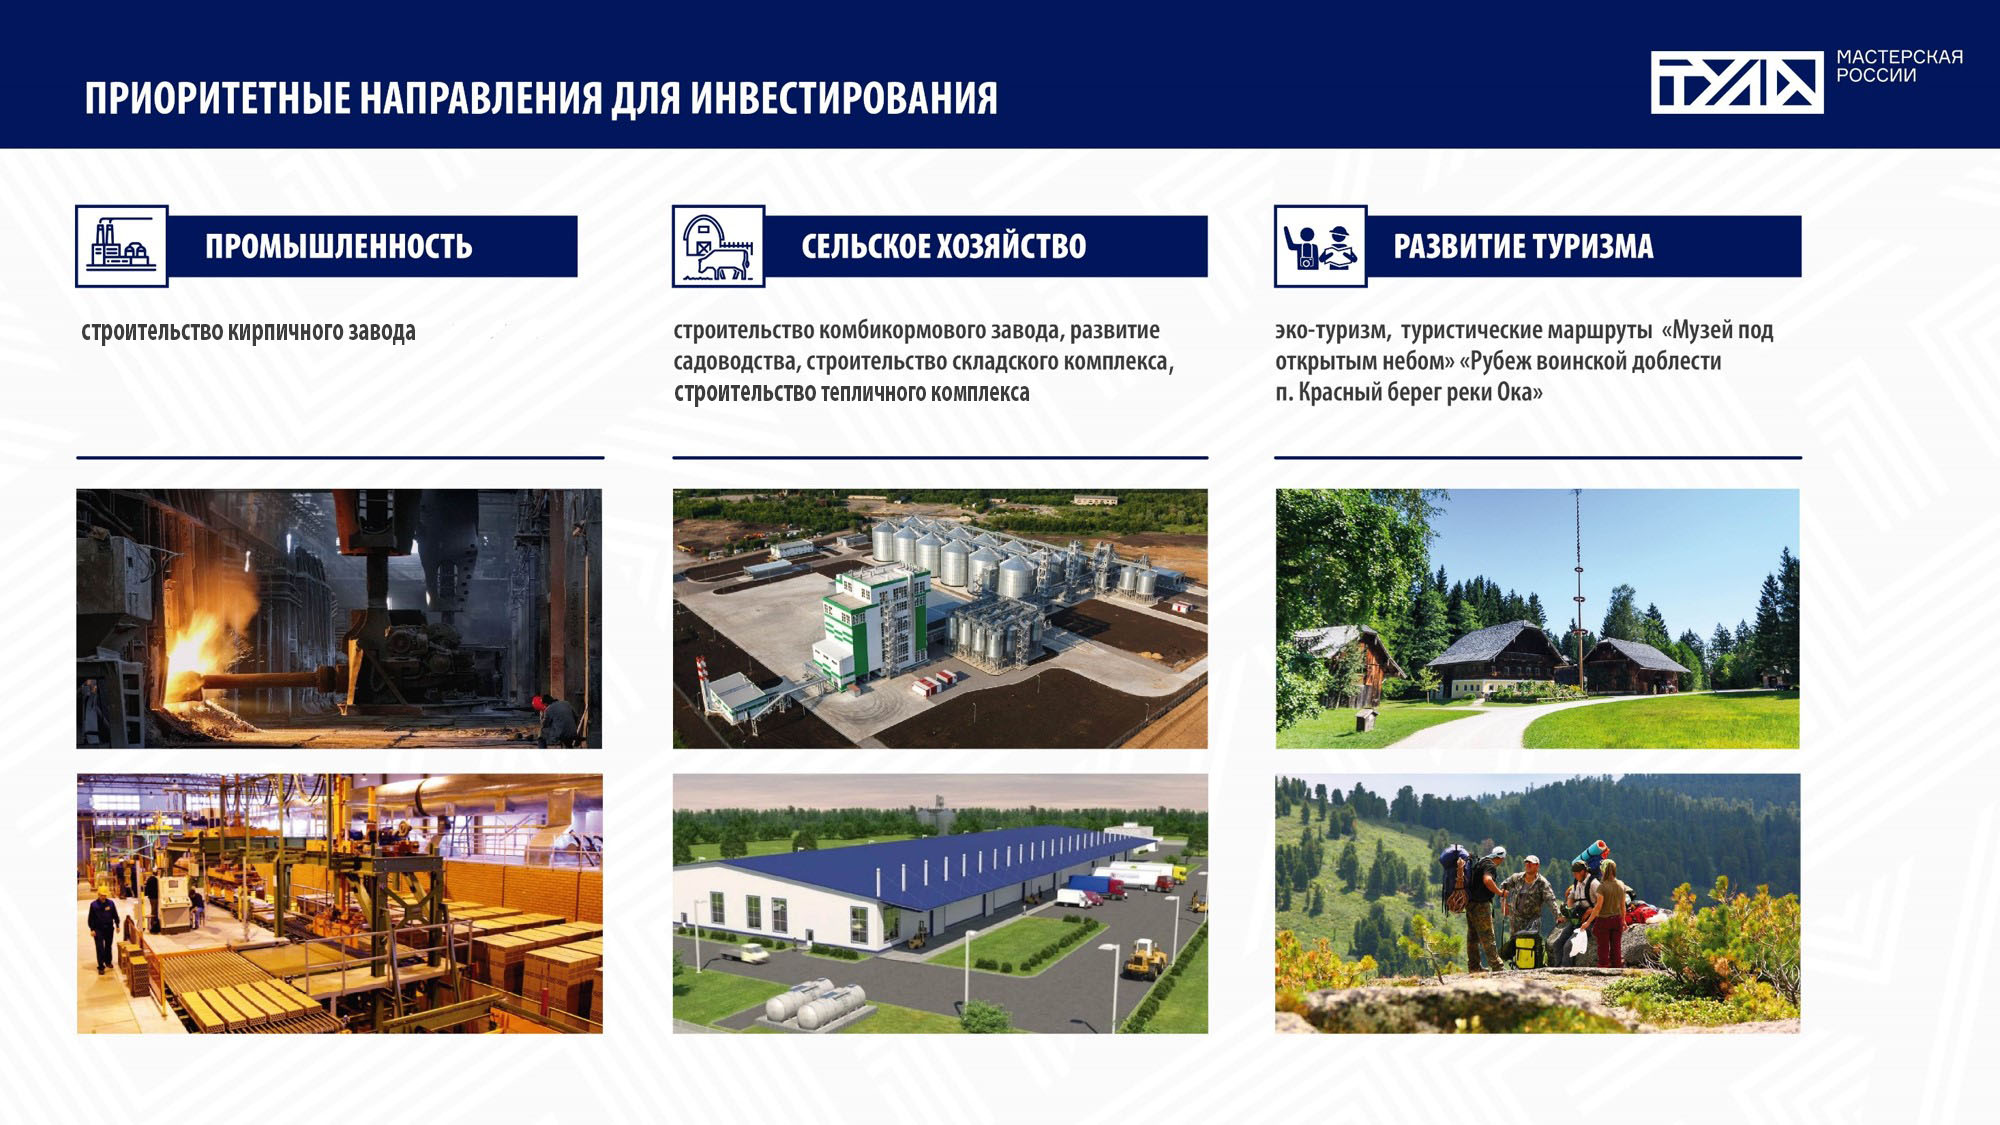 ПРИОРИТЕТНЫЕ НАПРАВЛЕНИЯ ДЛЯ ИНВЕСТИРОВАНИЯ
ТУЛА
МАСТЕРСКАЯ
РОССИИ
ПРОМЫШЛЕННОСТЬ
строительство кирпичного завода
СЕЛЬСКОЕ ХОЗЯЙСТВО
строительство комбикормового завода, развитие
садоводства, строительство складского комплекса,
строительство тепличного комплекса
РАЗВИТИЕ ТУРИЗМА
эко-туризм, туристические маршруты «Музей под
открытым небом» «Рубеж воинской доблести
п. Красный берег реки Ока»